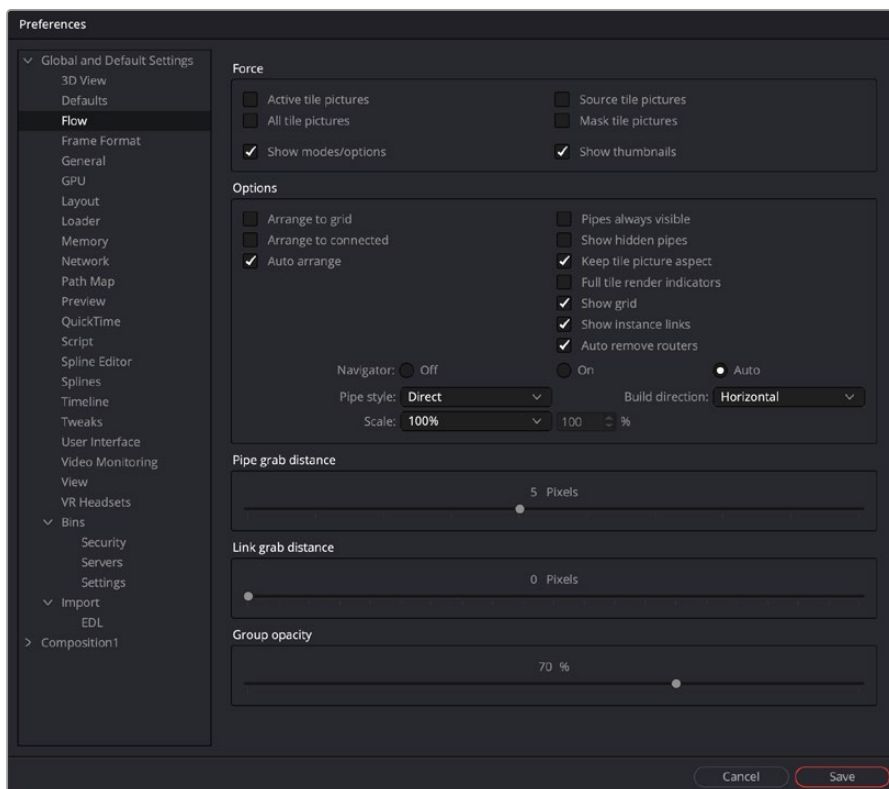 Preferences
Global and Default Settings
3D View
Defaults
Flow
Frame Format
General
GPU
Layout
Loader
Memory
Network
Path Map
Preview
QuickTime
Script
Spline Editor
Splines
Timeline
Tweaks
User Interface
Video Monitoring
View
VR Headsets
Bins
Security
Servers
Settings
Import
EDL
Composition1
Force
Active tile pictures
Source tile pictures
All tile pictures
Mask tile pictures
Show modes/options
Show thumbnails
Options
Arrange to grid
Pipes always visible
Arrange to connected
Show hidden pipes
Auto arrange
Keep tile picture aspect
Full tile render indicators
Show grid
Show instance links
Auto remove routers
Navigator: Off On Auto
Pipe style: Direct Build direction: Horizontal
Scale: 100% 100 %
Pipe grab distance
5 Pixels
Link grab distance
0 Pixels
Group opacity
70 %
Cancel Save